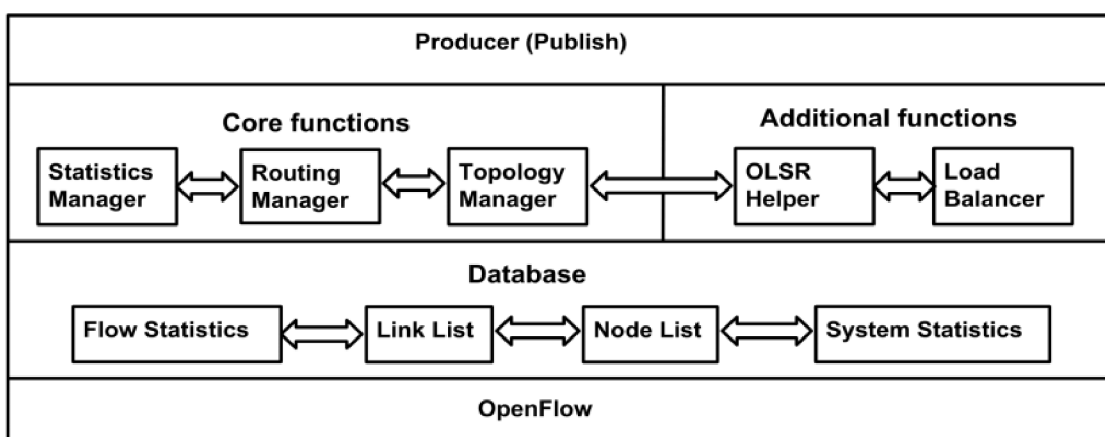 Producer (Publish)
Core functions
Additional functions
Statistics
Manager
Routing
Manager
Topology
Manager
OLSR
Helper
Load
Balancer
Database
Flow Statistics
Link List
Node List
System Statistics
OpenFlow